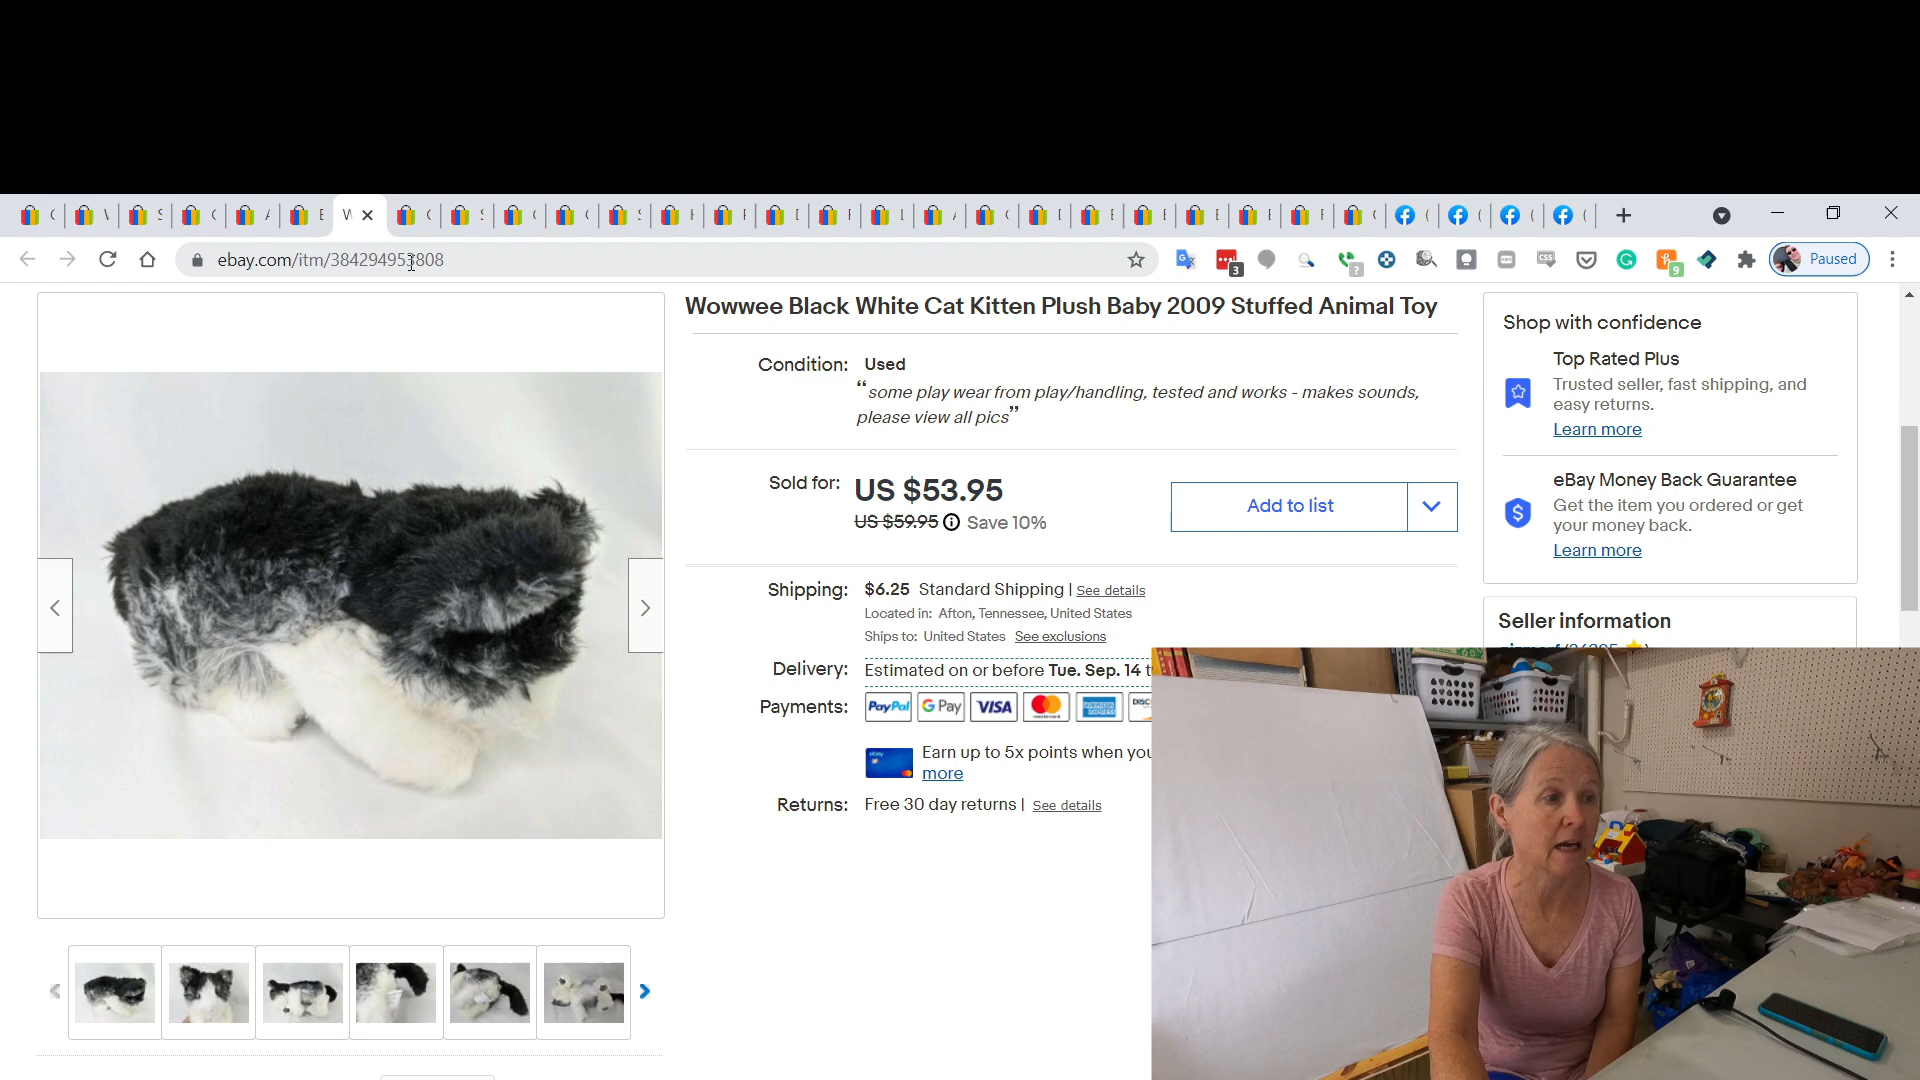 Paused
ebay.com/itm/384294953808
3
?
9
Wowwee Black White Cat Kitten Plush Baby 2009 Stuffed Animal Toy
Condition: Used
“some play wear from play/handling, tested and works - makes sounds,
please view all pics”
Sold for: US $53.95
US $59.95 Save 10%
Add to list
Shipping: $6.25 Standard Shipping | See details
Located in: Afton, Tennessee, United States
Ships to: United States See exclusions
Delivery: Estimated on or before Tue. Sep. 14
Payments: PayPal G Pay VISA
Earn up to 5x points when you
more
Returns: Free 30 day returns | See details
Shop with confidence
Top Rated Plus
Trusted seller, fast shipping, and
easy returns.
Learn more
eBay Money Back Guarantee
Get the item you ordered or get
your money back.
Learn more
Seller information